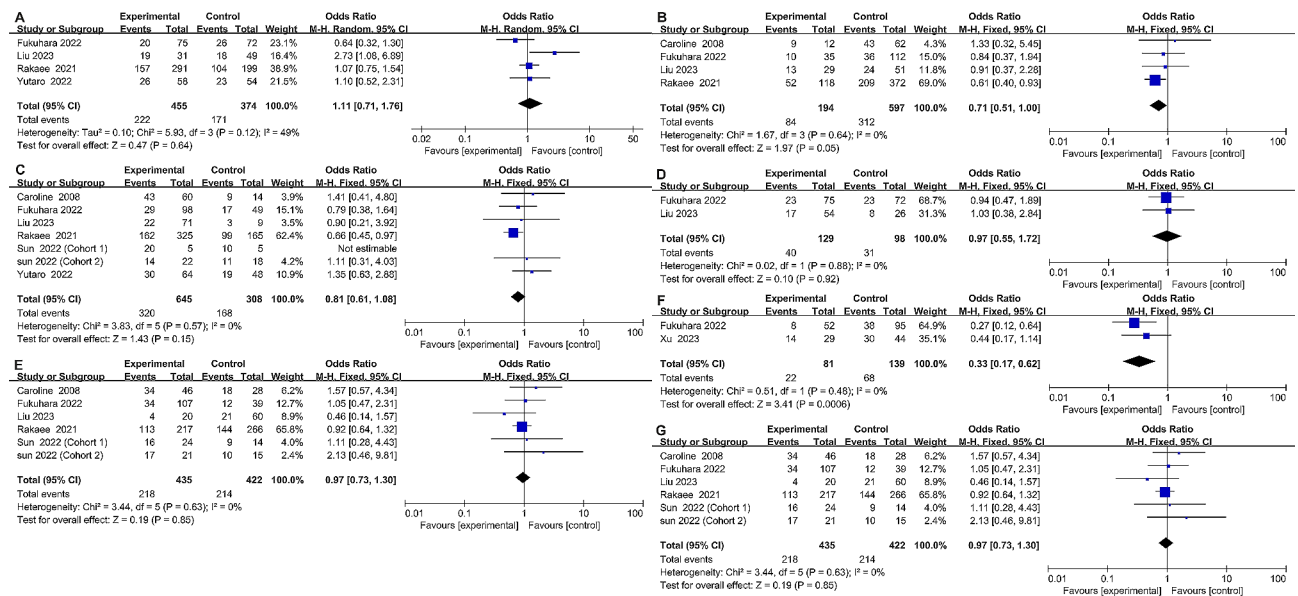 A
Experimental Control Odds Ratio Odds Ratio
Study or Subgroup Events Total Events Total Weight M-H, Random, 95% CI M-H, Random, 95% CI
Fukuhara 2022 20 75 26 72 23.1% 0.64 [0.32, 1.30]
Liu 2023 19 31 18 49 16.5% 2.73 [1.08, 6.89]
Rakaee 2021 157 291 104 199 38.9% 1.07 [0.75, 1.54]
Yutaro 2022 26 58 23 54 21.5% 1.10 [0.52, 2.31]
Total (95% CI) 455 374 100.0% 1.11 [0.71, 1.76]
Total events 222 171
Heterogeneity: Tau² = 0.10; Chi² = 5.93, df = 3 (P = 0.12); I² = 49%
Test for overall effect: Z = 0.47 (P = 0.64)
0.02 0.1 1 10 50
Favours [experimental] Favours [control]
B
Experimental Control Odds Ratio Odds Ratio
Study or Subgroup Events Total Events Total Weight M-H, Fixed, 95% CI M-H, Fixed, 95% CI
Caroline 2008 9 12 43 62 4.3% 1.33 [0.32, 5.45]
Fukuhara 2022 10 35 36 112 15.0% 0.84 [0.37, 1.94]
Liu 2023 13 29 24 51 11.8% 0.91 [0.37, 2.28]
Rakaee 2021 52 118 209 372 69.0% 0.61 [0.40, 0.93]
Total (95% CI) 194 597 100.0% 0.71 [0.51, 1.00]
Total events 84 312
Heterogeneity: Chi² = 1.67, df = 3 (P = 0.64); I² = 0%
Test for overall effect: Z = 1.97 (P = 0.05)
0.01 0.1 1 10 100
Favours [experimental] Favours [control]
C
Experimental Control Odds Ratio Odds Ratio
Study or Subgroup Events Total Events Total Weight M-H, Fixed, 95% CI M-H, Fixed, 95% CI
Caroline 2008 43 60 9 14 3.9% 1.41 [0.41, 4.80]
Fukuhara 2022 29 98 17 49 15.1% 0.79 [0.38, 1.64]
Liu 2023 22 71 3 9 3.5% 0.90 [0.21, 3.92]
Rakaee 2021 162 325 99 165 62.4% 0.66 [0.45, 0.97]
Sun 2022 (Cohort 1) 20 5 10 5 Not estimable
sun 2022 (Cohort 2) 14 22 11 18 4.2% 1.11 [0.31, 4.03]
Yutaro 2022 30 64 19 48 10.9% 1.35 [0.63, 2.88]
Total (95% CI) 645 308 100.0% 0.81 [0.61, 1.08]
Total events 320 168
Heterogeneity: Chi² = 3.83, df = 5 (P = 0.57); I² = 0%
Test for overall effect: Z = 1.43 (P = 0.15)
0.01 0.1 1 10 100
Favours [experimental] Favours [control]
D
Experimental Control Odds Ratio Odds Ratio
Study or Subgroup Events Total Events Total Weight M-H, Fixed, 95% CI M-H, Fixed, 95% CI
Fukuhara 2022 23 75 23 72 68.7% 0.94 [0.47, 1.89]
Liu 2023 17 54 8 26 31.3% 1.03 [0.38, 2.84]
Total (95% CI) 129 98 100.0% 0.97 [0.55, 1.72]
Total events 40 31
Heterogeneity: Chi² = 0.02, df = 1 (P = 0.88); I² = 0%
Test for overall effect: Z = 0.10 (P = 0.92)
0.01 0.1 1 10 100
Favours [experimental] Favours [control]
F
Experimental Control Odds Ratio Odds Ratio
Study or Subgroup Events Total Events Total Weight M-H, Fixed, 95% CI M-H, Fixed, 95% CI
Fukuhara 2022 8 52 38 95 64.9% 0.27 [0.12, 0.64]
Xu 2023 14 29 30 44 35.1% 0.44 [0.17, 1.14]
Total (95% CI) 81 139 100.0% 0.33 [0.17, 0.62]
Total events 22 68
Heterogeneity: Chi² = 0.51, df = 1 (P = 0.48); I² = 0%
Test for overall effect: Z = 3.41 (P = 0.0006)
0.01 0.1 1 10 100
Favours [experimental] Favours [control]
E
Experimental Control Odds Ratio Odds Ratio
Study or Subgroup Events Total Events Total Weight M-H, Fixed, 95% CI M-H, Fixed, 95% CI
Caroline 2008 34 46 18 28 6.2% 1.57 [0.57, 4.34]
Fukuhara 2022 34 107 12 39 12.7% 1.05 [0.47, 2.31]
Liu 2023 4 20 21 60 8.9% 0.46 [0.14, 1.57]
Rakaee 2021 113 217 144 266 65.8% 0.92 [0.64, 1.32]
Sun 2022 (Cohort 1) 16 24 9 14 4.0% 1.11 [0.28, 4.43]
sun 2022 (Cohort 2) 17 21 10 15 2.4% 2.13 [0.46, 9.81]
Total (95% CI) 435 422 100.0% 0.97 [0.73, 1.30]
Total events 218 214
Heterogeneity: Chi² = 3.44, df = 5 (P = 0.63); I² = 0%
Test for overall effect: Z = 0.19 (P = 0.85)
0.01 0.1 1 10 100
Favours [experimental] Favours [control]
G
Experimental Control Odds Ratio Odds Ratio
Study or Subgroup Events Total Events Total Weight M-H, Fixed, 95% CI M-H, Fixed, 95% CI
Caroline 2008 34 46 18 28 6.2% 1.57 [0.57, 4.34]
Fukuhara 2022 34 107 12 39 12.7% 1.05 [0.47, 2.31]
Liu 2023 4 20 21 60 8.9% 0.46 [0.14, 1.57]
Rakaee 2021 113 217 144 266 65.8% 0.92 [0.64, 1.32]
Sun 2022 (Cohort 1) 16 24 9 14 4.0% 1.11 [0.28, 4.43]
sun 2022 (Cohort 2) 17 21 10 15 2.4% 2.13 [0.46, 9.81]
Total (95% CI) 435 422 100.0% 0.97 [0.73, 1.30]
Total events 218 214
Heterogeneity: Chi² = 3.44, df = 5 (P = 0.63); I² = 0%
Test for overall effect: Z = 0.19 (P = 0.85)
0.01 0.1 1 10 100
Favours [experimental] Favours [control]